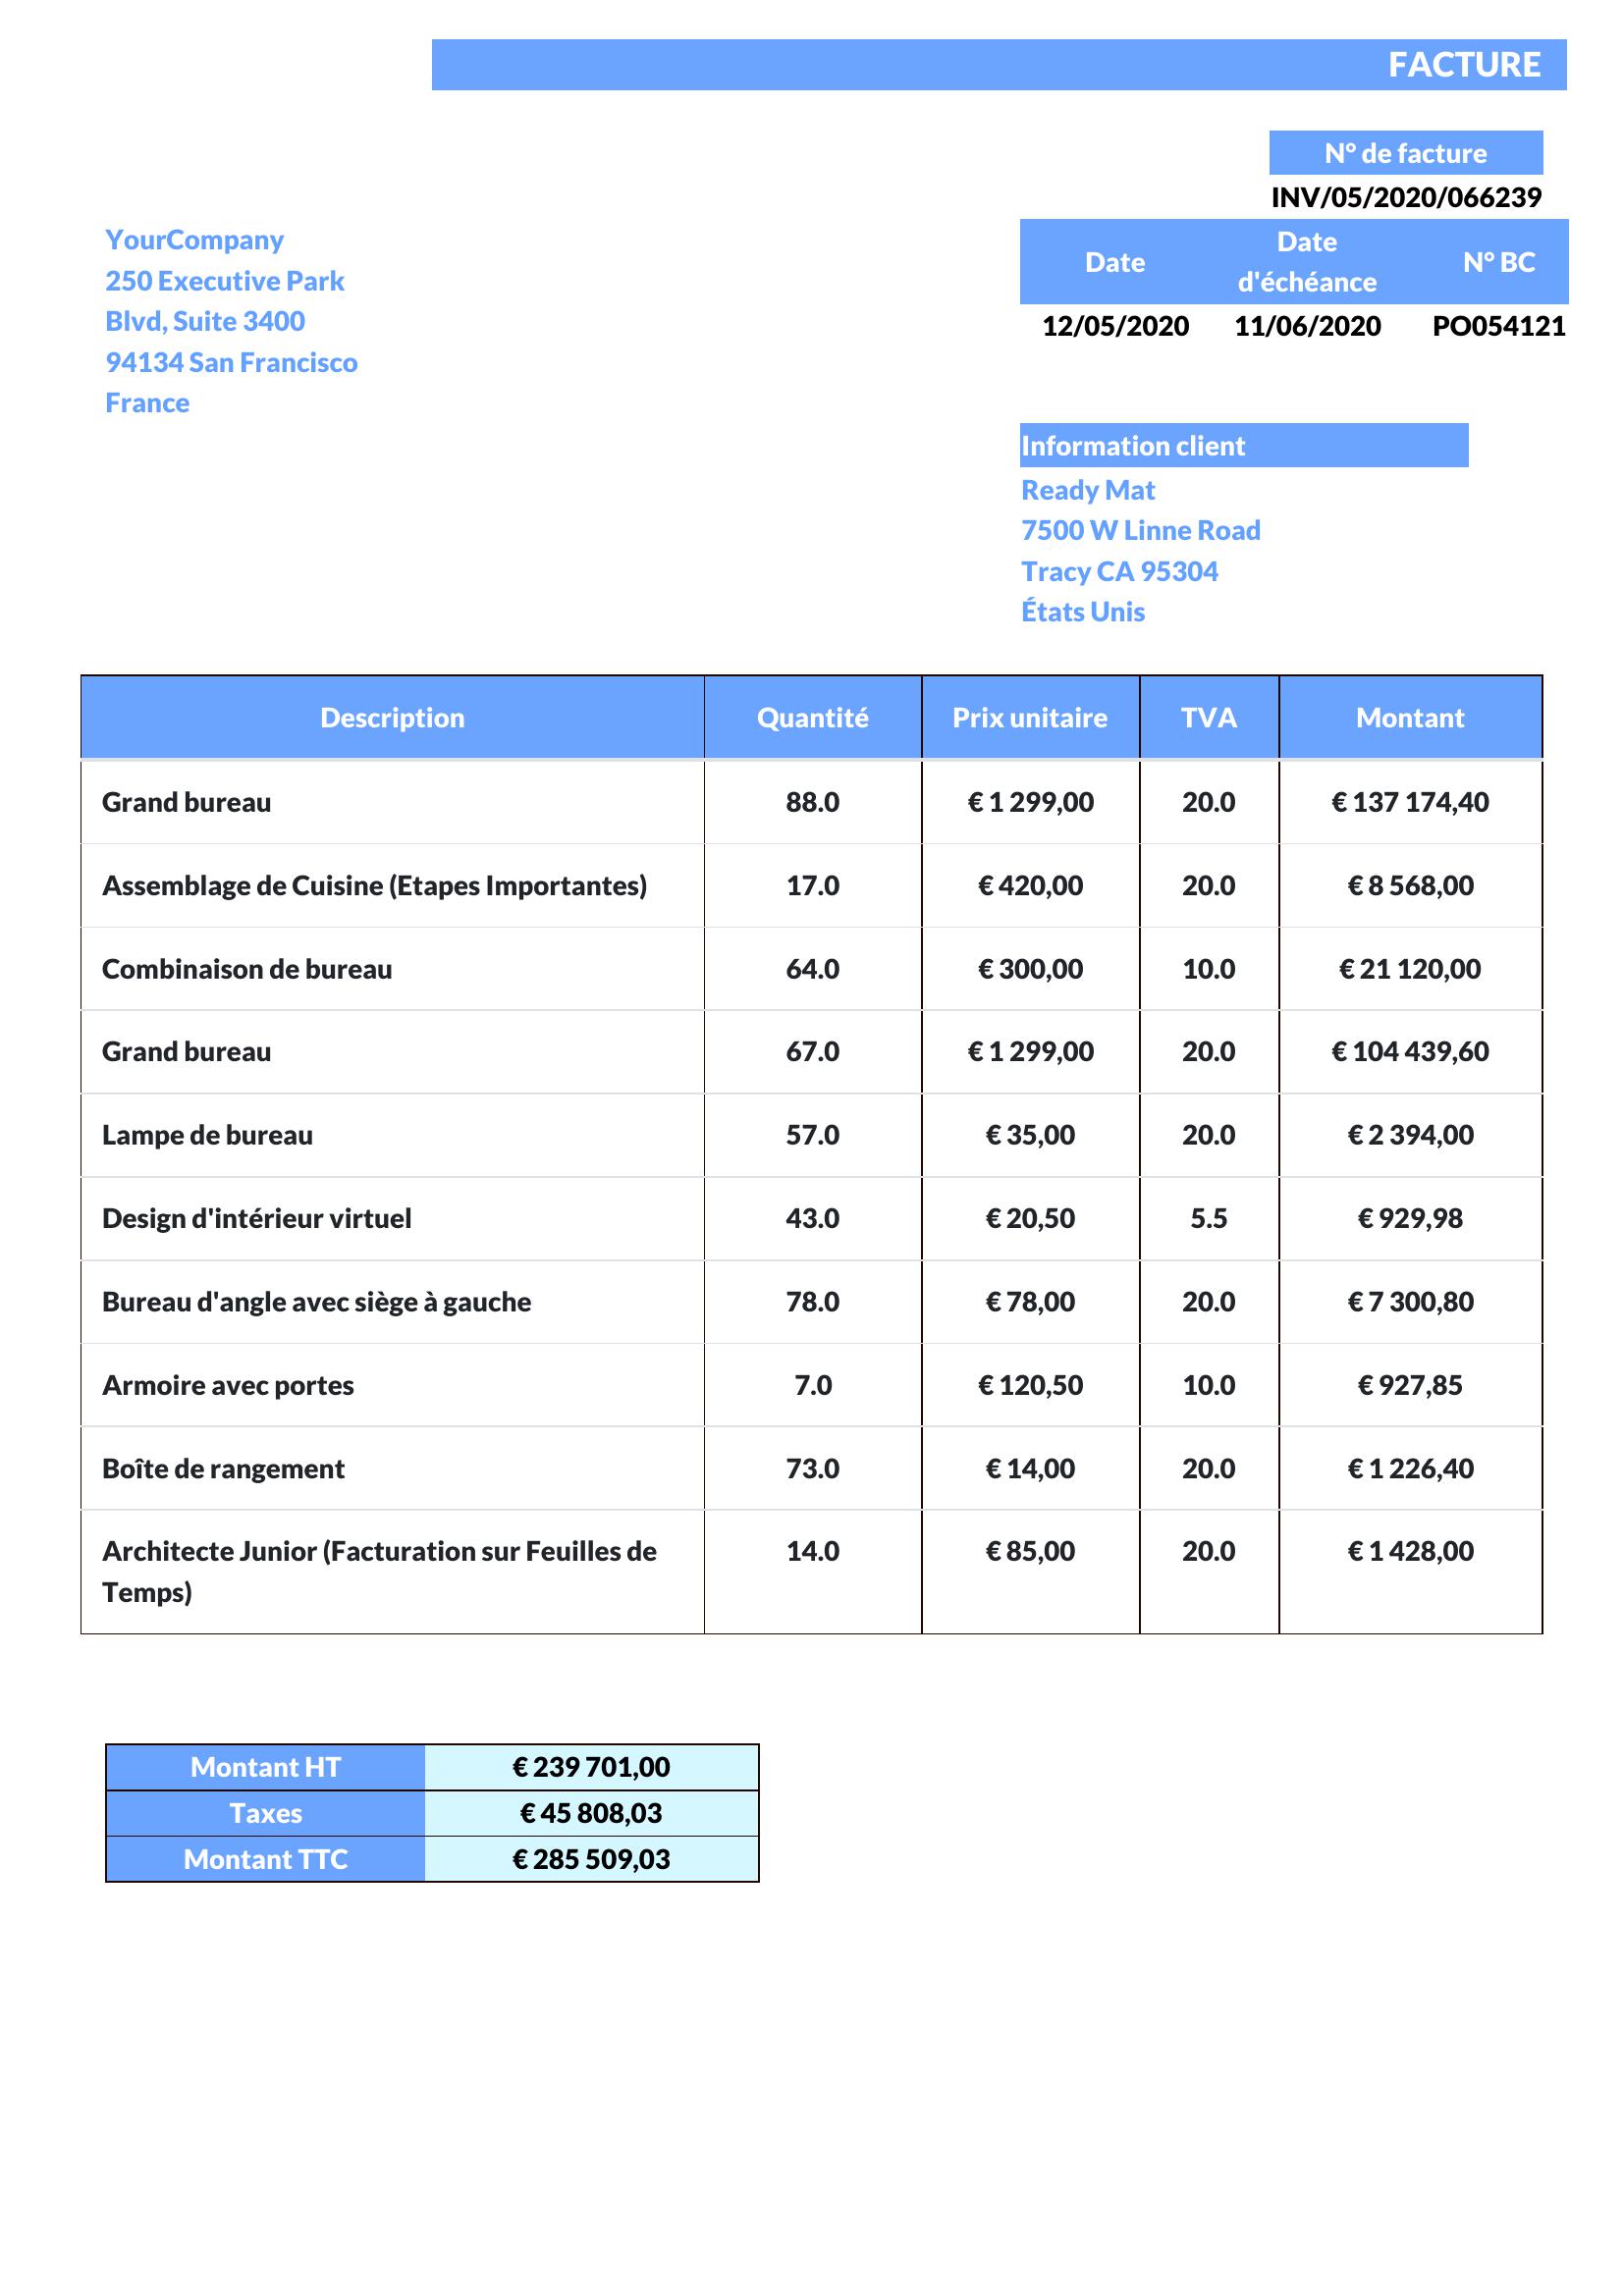 FACTURE
N° de facture
INV/05/2020/066239
YourCompany
250 Executive Park
Blvd, Suite 3400
94134 San Francisco
France
Date Date d'échéance N° BC
12/05/2020 11/06/2020 PO054121
Information client
Ready Mat
7500 W Linne Road
Tracy CA 95304
États Unis
Description Quantité Prix unitaire TVA Montant
Grand bureau 88.0 € 1 299,00 20.0 € 137 174,40
Assemblage de Cuisine (Etapes Importantes) 17.0 € 420,00 20.0 € 8 568,00
Combinaison de bureau 64.0 € 300,00 10.0 € 21 120,00
Grand bureau 67.0 € 1 299,00 20.0 € 104 439,60
Lampe de bureau 57.0 € 35,00 20.0 € 2 394,00
Design d'intérieur virtuel 43.0 € 20,50 5.5 € 929,98
Bureau d'angle avec siège à gauche 78.0 € 78,00 20.0 € 7 300,80
Armoire avec portes 7.0 € 120,50 10.0 € 927,85
Boîte de rangement 73.0 € 14,00 20.0 € 1 226,40
Architecte Junior (Facturation sur Feuilles de 14.0 € 85,00 20.0 € 1 428,00
Temps)
Montant HT € 239 701,00
Taxes € 45 808,03
Montant TTC € 285 509,03